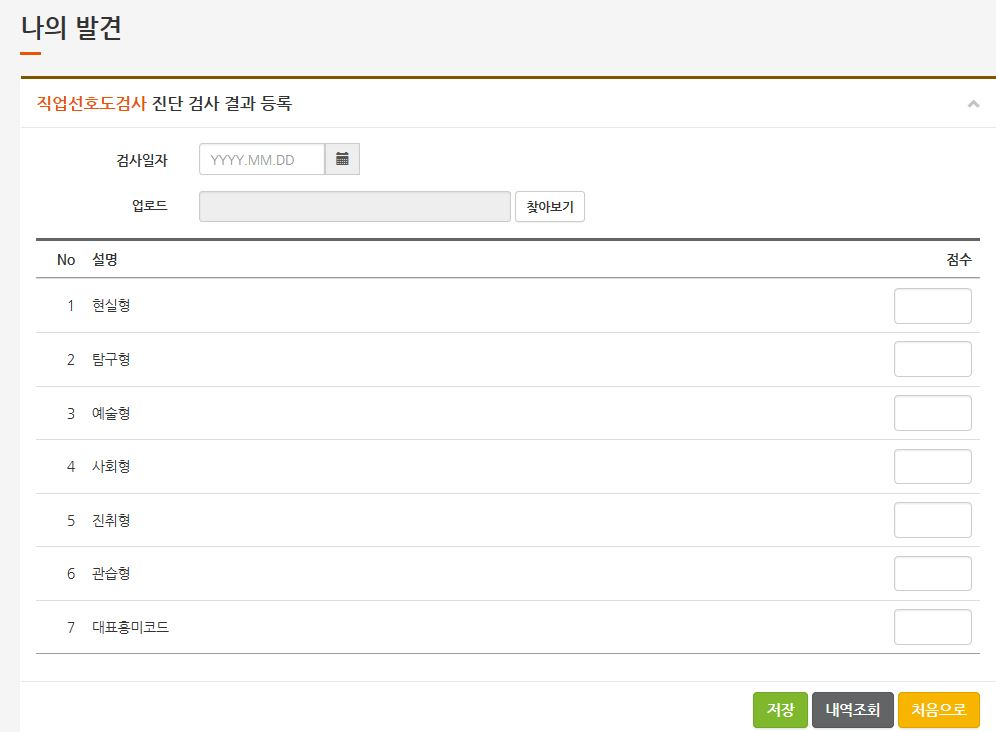 나의 발견
직업선호도검사 진단 검사 결과 등록
검사일자 YYYY.MM.DD
업로드 찾아보기
No 설명 점수
1 현실형
2 탐구형
3 예술형
4 사회형
5 진취형
6 관습형
7 대표흥미코드
저장 내역조회 처음으로